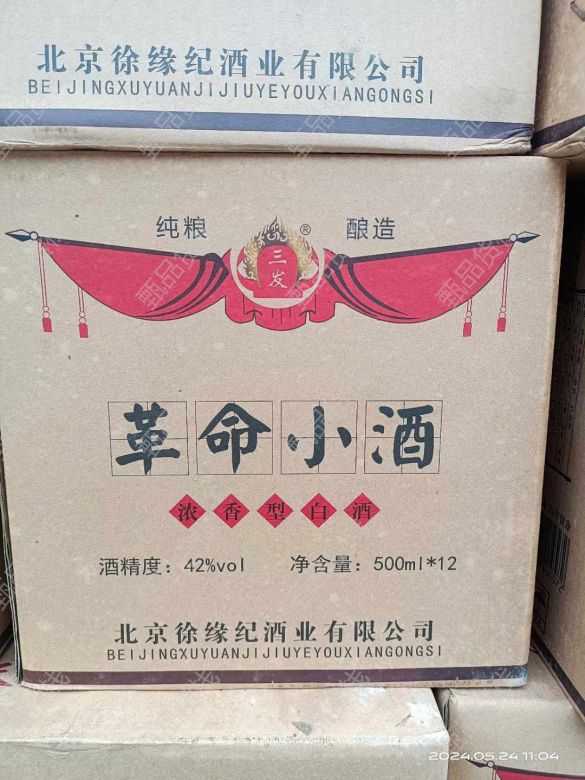 北京徐缘纪酒业有限公司
BEIJINGXUYUANJIJIUYEYOUXIANGONGSI
纯粮 ® 酿造
三发
革命小酒
浓香型白酒
酒精度：42%vol 净含量：500ml*12
北京徐缘纪酒业有限公司
BEIJINGXUYUANJIJIUYEYOUXIANGONGSI
2024.05.24 11:04